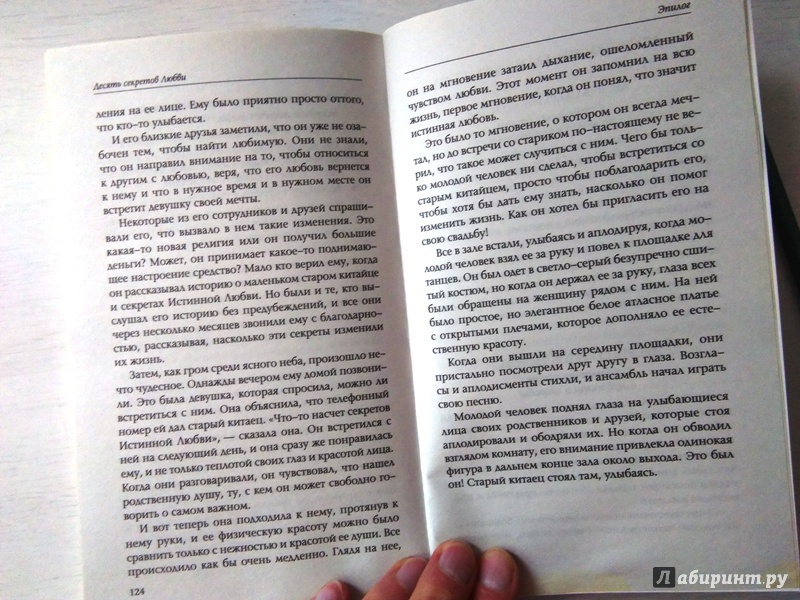 Десять секретов Любви
ления на ее лице. Ему было приятно просто оттого,
что кто–то улыбается.
И его близкие друзья заметили, что он уже не оза-
бочен тем, чтобы найти любимую. Они не знали,
что он направил внимание на то, чтобы относиться
к другим с любовью, веря, что его любовь вернется
к нему и что в нужное время и в нужном месте он
встретит девушку своей мечты.
Некоторые из его сотрудников и друзей спраши-
вали его, что вызвало в нем такие изменения. Это
какая–то новая религия или он получил большие
деньги? Может, он принимает какое–то поднимаю-
щее настроение средство? Мало кто верил ему, когда
он рассказывал историю о маленьком старом китайце
и секретах Истинной Любви. Но были и те, кто вы-
слушал его историю без предубеждений, и все они
через несколько месяцев звонили ему с благодарно-
стью, рассказывая, насколько эти секреты изменили
их жизнь.
Затем, как гром среди ясного неба, произошло не-
что чудесное. Однажды вечером ему домой позвони-
ли. Это была девушка, которая спросила, можно ли
встретиться с ним. Она объяснила, что телефонный
номер ей дал старый китаец. «Что–то насчет секретов
Истинной Любви», — сказала она. Он встретился с
ней на следующий день, и она сразу же понравилась
ему, и не только теплотой своих глаз и красотой лица.
Когда они разговаривали, он чувствовал, что нашел
родственную душу, ту, с кем он может свободно го-
ворить о самом важном.
И вот теперь она подходила к нему, протянув к
нему руки, и ее физическую красоту можно было
сравнить только с нежностью и красотой ее души. Все
происходило как бы очень медленно. Глядя на нее,
124
Эпилог
он на мгновение затаил дыхание, ошеломленный
чувством любви. Этот момент он запомнил на всю
жизнь, первое мгновение, когда он понял, что значит
истинная любовь.
Это было то мгновение, о котором он всегда меч-
тал, но до встречи со стариком по–настоящему не ве-
рил, что такое может случиться с ним. Чего бы толь-
ко молодой человек ни сделал, чтобы встретиться со
старым китайцем, просто чтобы поблагодарить его,
чтобы хотя бы дать ему знать, насколько он помог
изменить жизнь. Как он хотел бы пригласить его на
свою свадьбу!
Все в зале встали, улыбаясь и аплодируя, когда мо-
лодой человек взял ее за руку и повел к площадке для
танцев. Он был одет в светло–серый безупречно сши-
тый костюм, но когда он держал ее за руку, глаза всех
были обращены на женщину рядом с ним. На ней
было простое, но элегантное белое атласное платье
с открытыми плечами, которое дополняло ее есте-
ственную красоту.
Когда они вышли на середину площадки, они
пристально посмотрели друг другу в глаза. Возгла-
сы и аплодисменты стихли, и ансамбль начал играть
свою песню.
Молодой человек поднял глаза на улыбающиеся
лица своих родственников и друзей, которые стоя
аплодировали и ободряли их. Но когда он обводил
взглядом комнату, его внимание привлекла одинокая
фигура в дальнем конце зала около выхода. Это был
он! Старый китаец стоял там, улыбаясь.
Лабиринт.ру